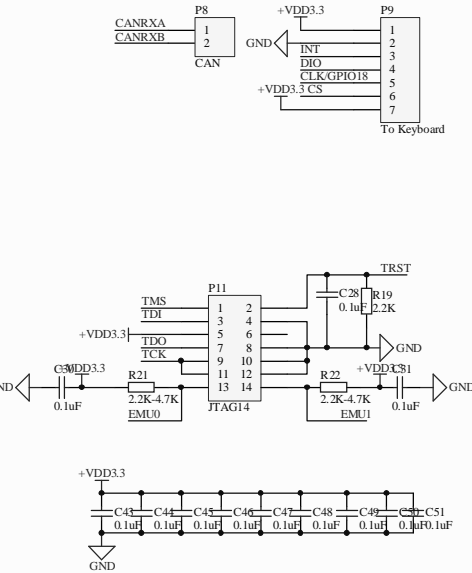 P8
CANRXA 1
CANRXB 2
CAN
+VDD3.3 P9
1
GND 2
INT 3
DIO 4
CLK/GPIO18 5
+VDD3.3 CS 6
7
To Keyboard
TRST
P11
TMS 1 2
TDI 3 4
+VDD3.3 5 6
TDO 7 8
TCK 9 10
11 12
13 14
JTAG14
C28 R19
0.1uF 2.2K
GND
GND C30 +VDD3.3 R21
0.1uF 2.2K-4.7K
EMU0
R22 +VDD3.3 C31 GND
2.2K-4.7K 0.1uF
EMU1
+VDD3.3
C43 C44 C45 C46 C47 C48 C49 C50 C51
0.1uF 0.1uF 0.1uF 0.1uF 0.1uF 0.1uF 0.1uF 0.1uF 0.1uF
GND